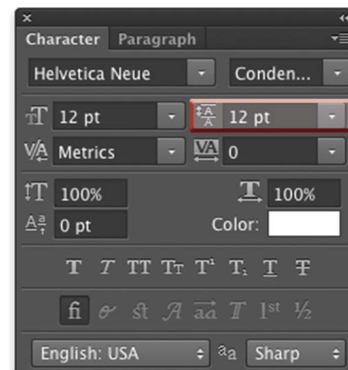 Character Paragraph
Helvetica Neue Conden...
12 pt 12 pt
Metrics 0
100% 100%
0 pt Color:
T T TT Tт T¹ T₁ T T
fi st A aa T 1st ½
English: USA aa Sharp